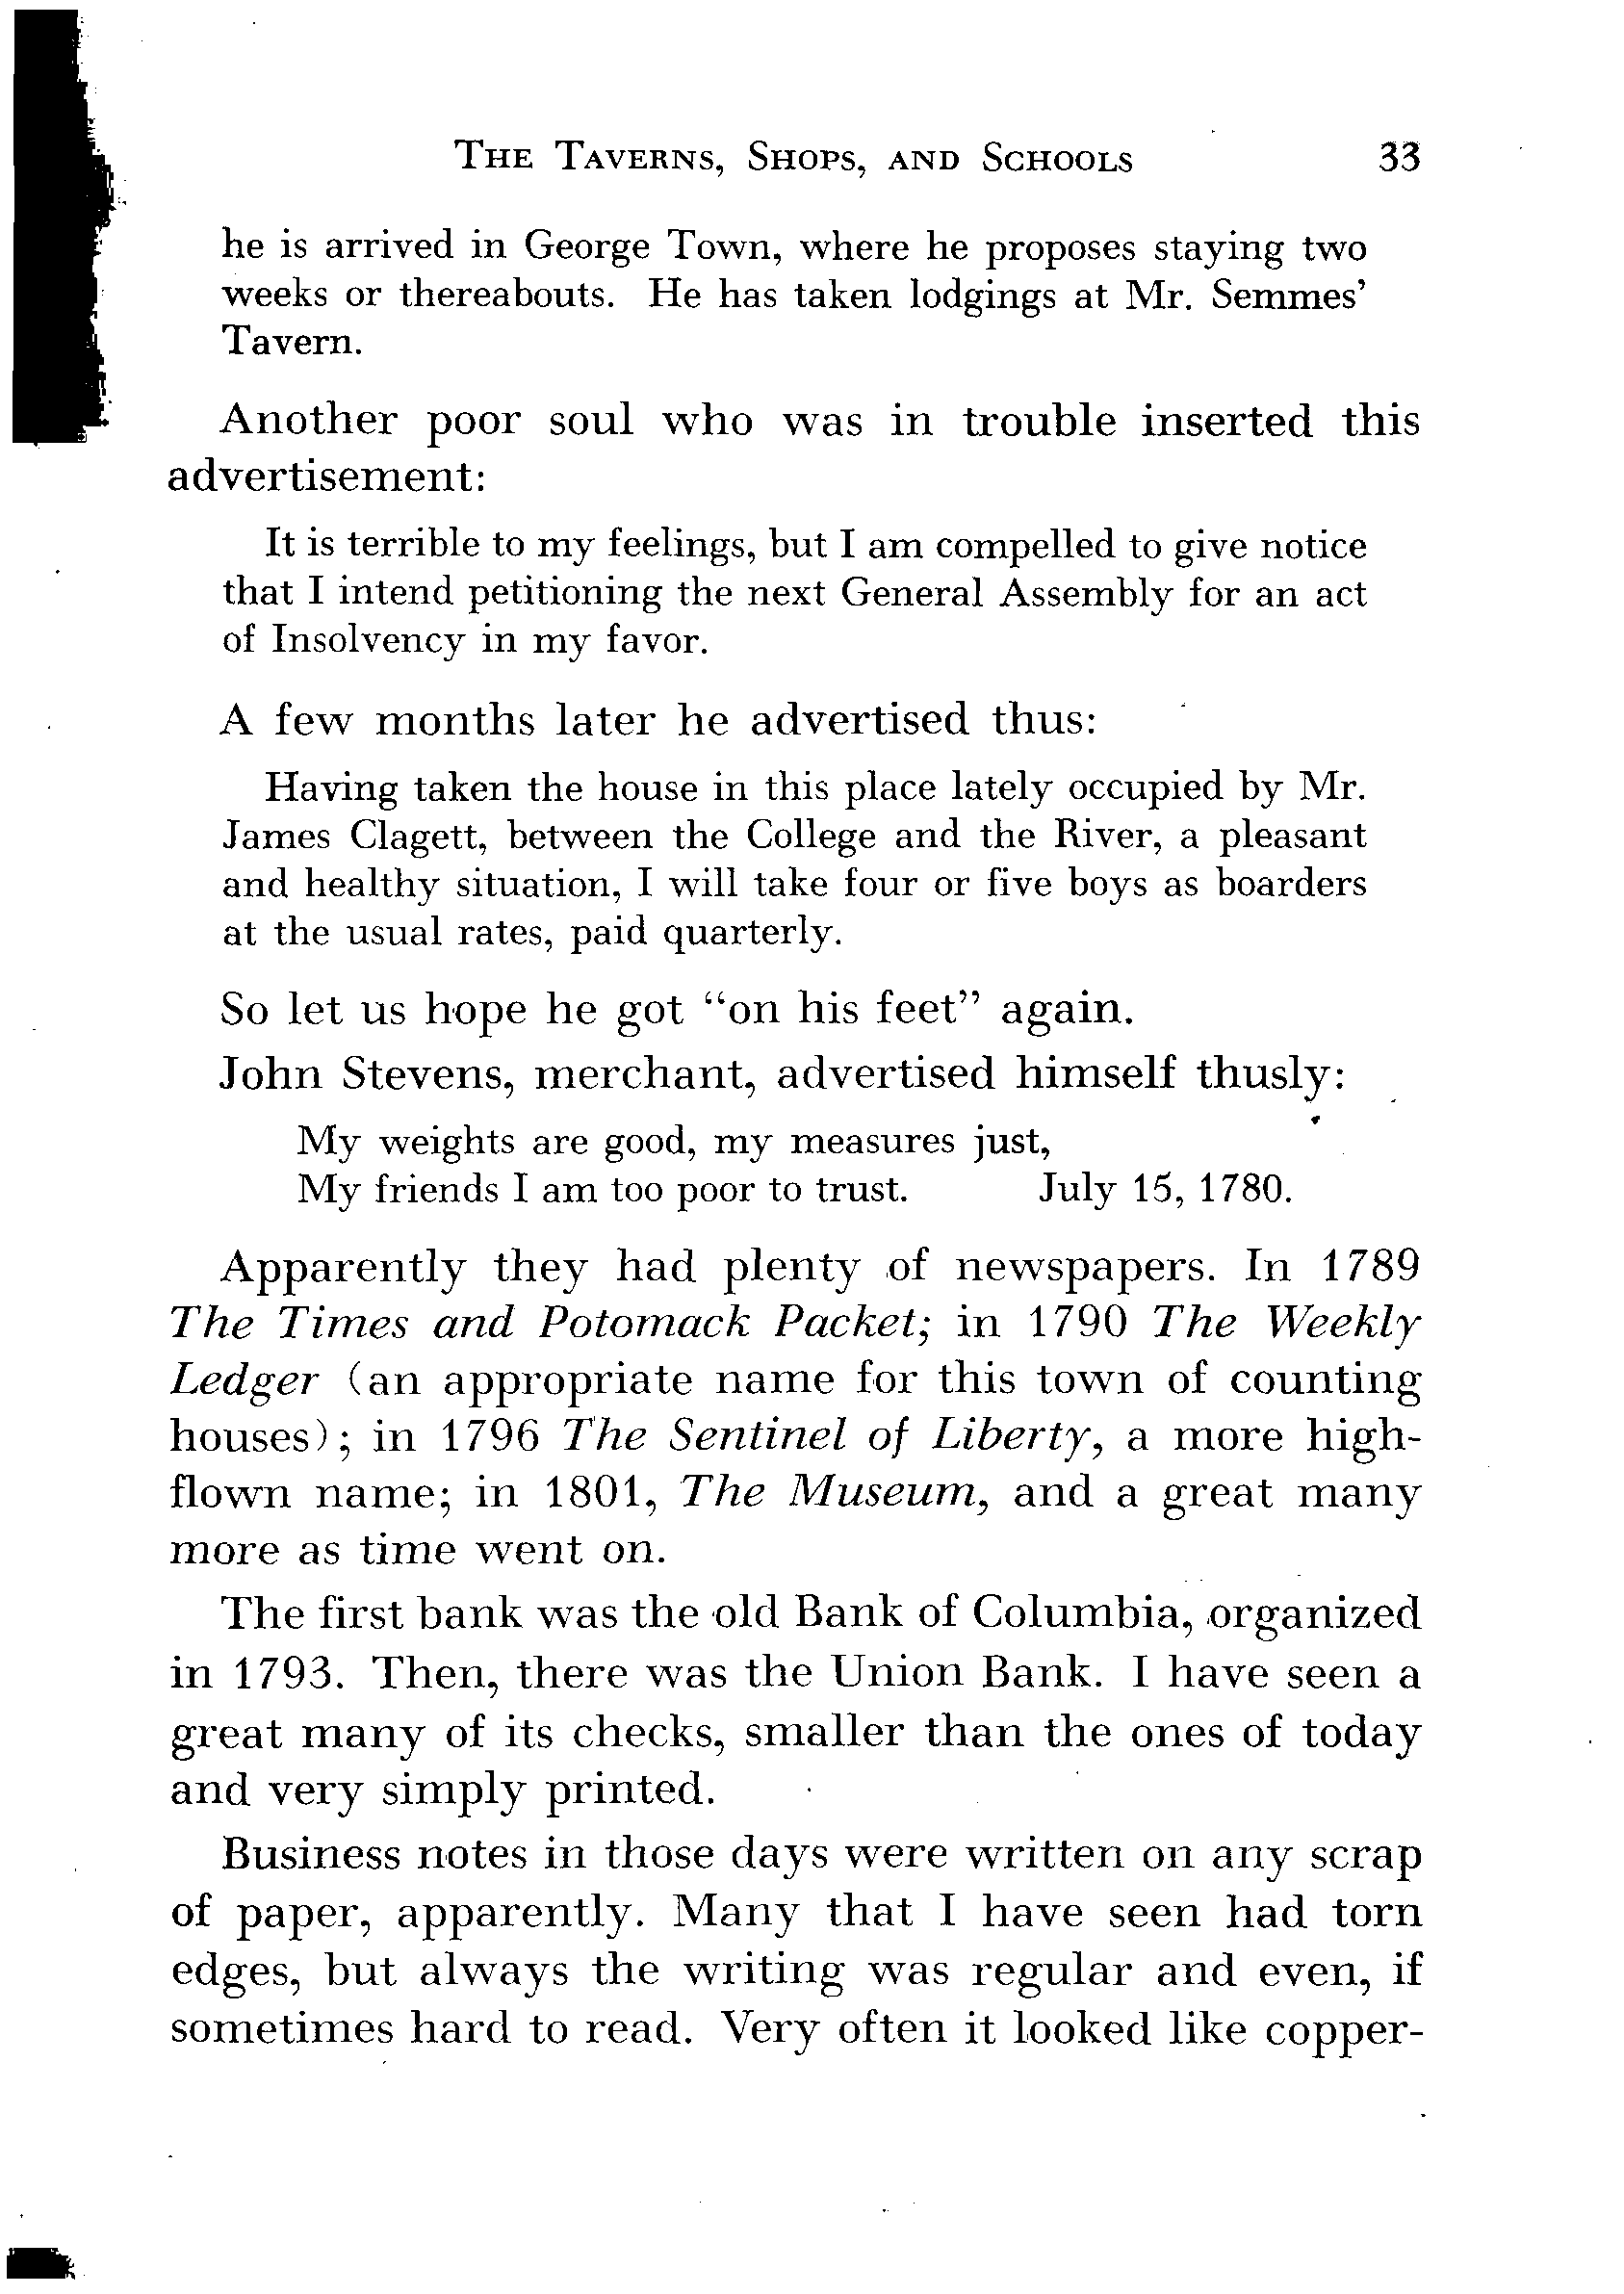 The Taverns, Shops, and Schools 33
he is arrived in George Town, where he proposes staying two
weeks or thereabouts. He has taken lodgings at Mr. Semmes’
Tavern.
Another poor soul who was in trouble inserted this
advertisement:
It is terrible to my feelings, but I am compelled to give notice
that I intend petitioning the next General Assembly for an act
of Insolvency in my favor.
A few months later he advertised thus:
Having taken the house in this place lately occupied by Mr.
James Clagett, between the College and the River, a pleasant
and healthy situation, I will take four or five boys as boarders
at the usual rates, paid quarterly.
So let us hope he got “on his feet” again.
John Stevens, merchant, advertised himself thusly:
My weights are good, my measures just,
My friends I am too poor to trust. July 15, 1780.
Apparently they had plenty of newspapers. In 1789
The Times and Potomack Packet; in 1790 The Weekly
Ledger (an appropriate name for this town of counting
houses); in 1796 The Sentinel of Liberty, a more high-
flown name; in 1801, The Museum, and a great many
more as time went on.
The first bank was the old Bank of Columbia, organized
in 1793. Then, there was the Union Bank. I have seen a
great many of its checks, smaller than the ones of today
and very simply printed.
Business notes in those days were written on any scrap
of paper, apparently. Many that I have seen had torn
edges, but always the writing was regular and even, if
sometimes hard to read. Very often it looked like copper-